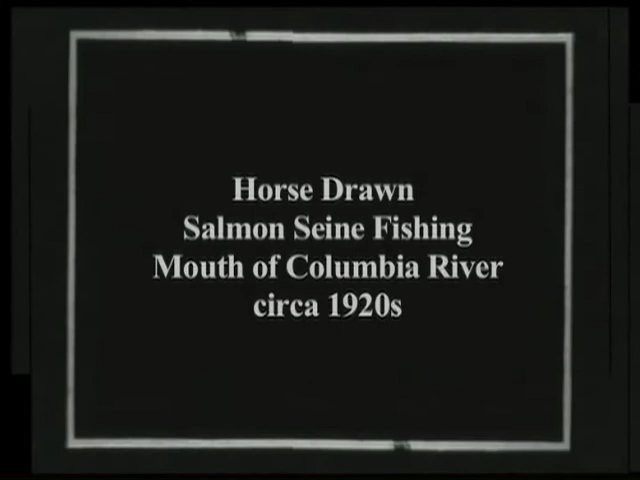 Horse Drawn
Salmon Seine Fishing
Mouth of Columbia River
circa 1920s